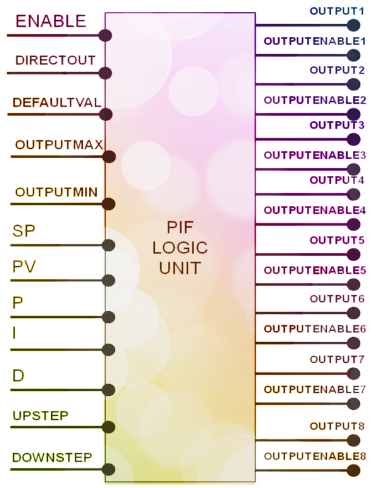 ENABLE
DIRECTOUT
DEFAULTVAL
OUTPUTMAX
OUTPUTMIN
SP
PV
P
I
D
UPSTEP
DOWNSTEP
PIF
LOGIC
UNIT
OUTPUT1
OUTPUTENABLE1
OUTPUT2
OUTPUTENABLE2
OUTPUT3
OUTPUTENABLE3
OUTPUT4
OUTPUTENABLE4
OUTPUT5
OUTPUTENABLE5
OUTPUT6
OUTPUTENABLE6
OUTPUT7
OUTPUTENABLE7
OUTPUT8
OUTPUTENABLE8